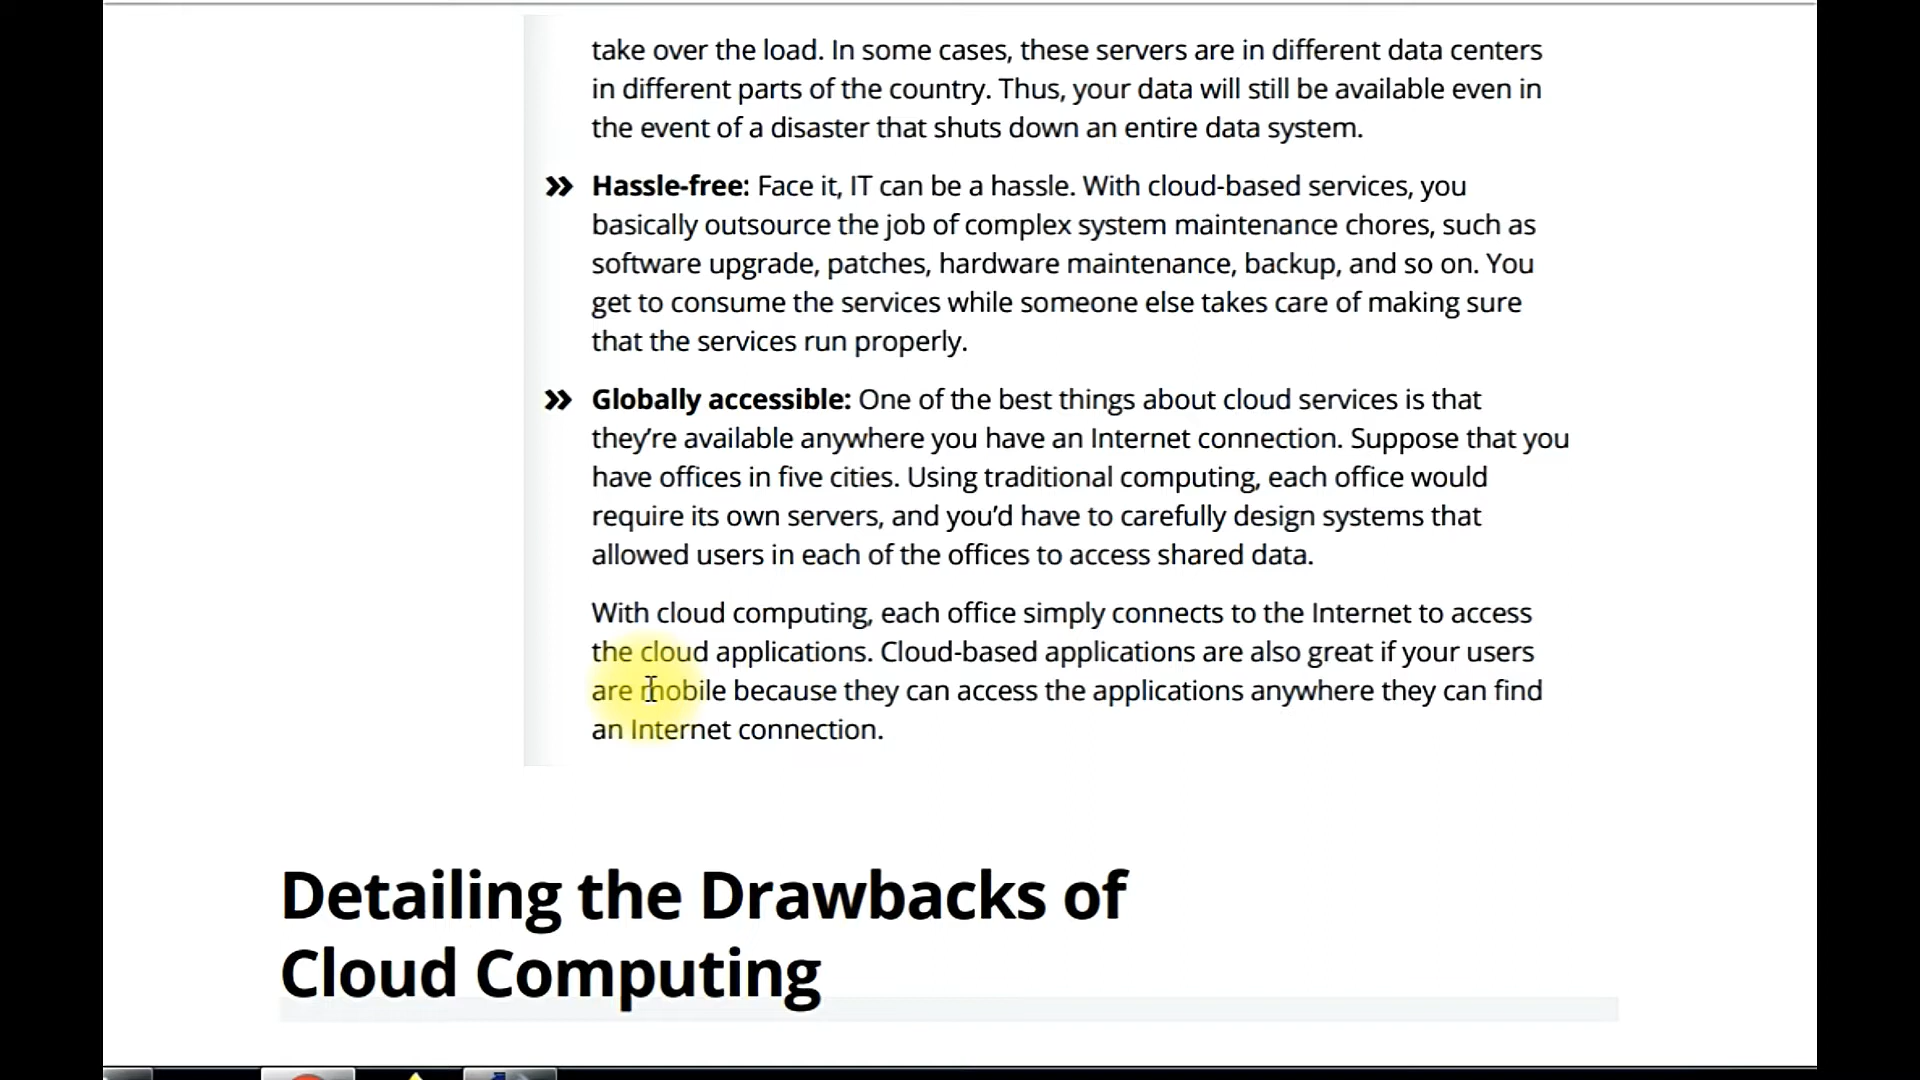 take over the load. In some cases, these servers are in different data centers
in different parts of the country. Thus, your data will still be available even in
the event of a disaster that shuts down an entire data system.
» Hassle-free: Face it, IT can be a hassle. With cloud-based services, you
basically outsource the job of complex system maintenance chores, such as
software upgrade, patches, hardware maintenance, backup, and so on. You
get to consume the services while someone else takes care of making sure
that the services run properly.
» Globally accessible: One of the best things about cloud services is that
they’re available anywhere you have an Internet connection. Suppose that you
have offices in five cities. Using traditional computing, each office would
require its own servers, and you’d have to carefully design systems that
allowed users in each of the offices to access shared data.
With cloud computing, each office simply connects to the Internet to access
the cloud applications. Cloud-based applications are also great if your users
are mobile because they can access the applications anywhere they can find
an Internet connection.
Detailing the Drawbacks of
Cloud Computing